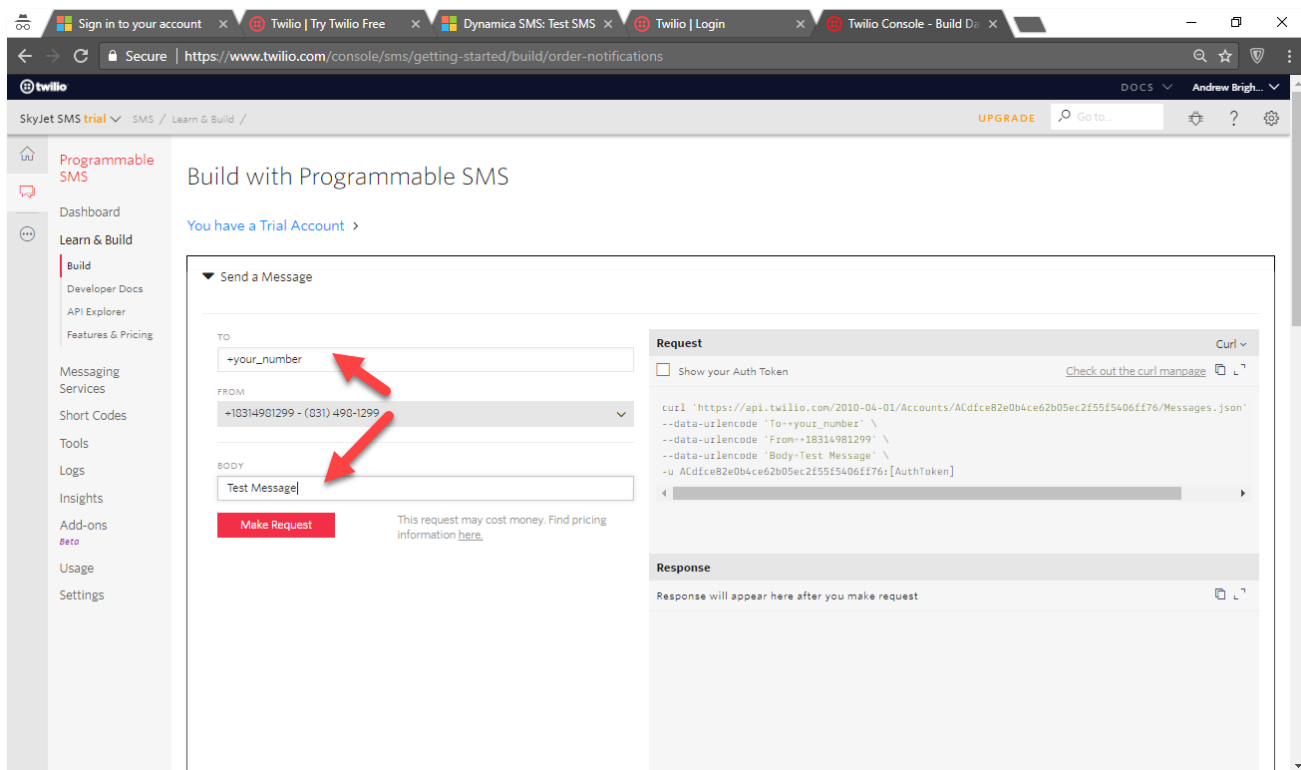 Sign in to your account
Twilio | Try Twilio Free
Dynamica SMS: Test SMS
Twilio | Login
Twilio Console - Build Da
Secure | https://www.twilio.com/console/sms/getting-started/build/order-notifications
twilio
DOCS
Andrew Brigh...
SkyJet SMS trial
SMS / Learn & Build /
UPGRADE
Go to...
Programmable
SMS
Dashboard
Learn & Build
Build
Developer Docs
API Explorer
Features & Pricing
Messaging
Services
Short Codes
Tools
Logs
Insights
Add-ons
Beta
Usage
Settings
Build with Programmable SMS
You have a Trial Account >
Send a Message
TO
+your_number
FROM
+18314981299 - (831) 498-1299
BODY
Test Message
Make Request
This request may cost money. Find pricing
information here.
Request
Curl
Show your Auth Token
Check out the curl manpage
curl 'https://api.twilio.com/2010-04-01/Accounts/ACdfce82e0b4ce62b05ec2f55f5406ff76/Messages.json'
--data-urlencode 'To=+your_number' \
--data-urlencode 'From=+18314981299' \
--data-urlencode 'Body=Test Message' \
-u ACdfce82e0b4ce62b05ec2f55f5406ff76:[AuthToken]
Response
Response will appear here after you make request